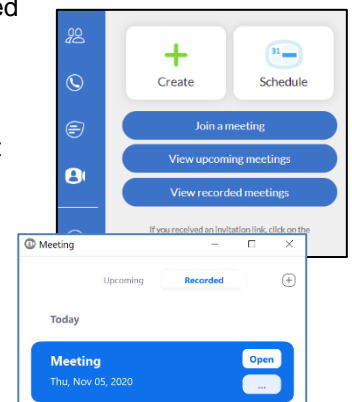 ed
31
Create Schedule
Join a meeting
View upcoming meetings
View recorded meetings
If you received an invitation link, click on the
Meeting
Upcoming Recorded
Today
Meeting Open
Thu, Nov 05, 2020 ...